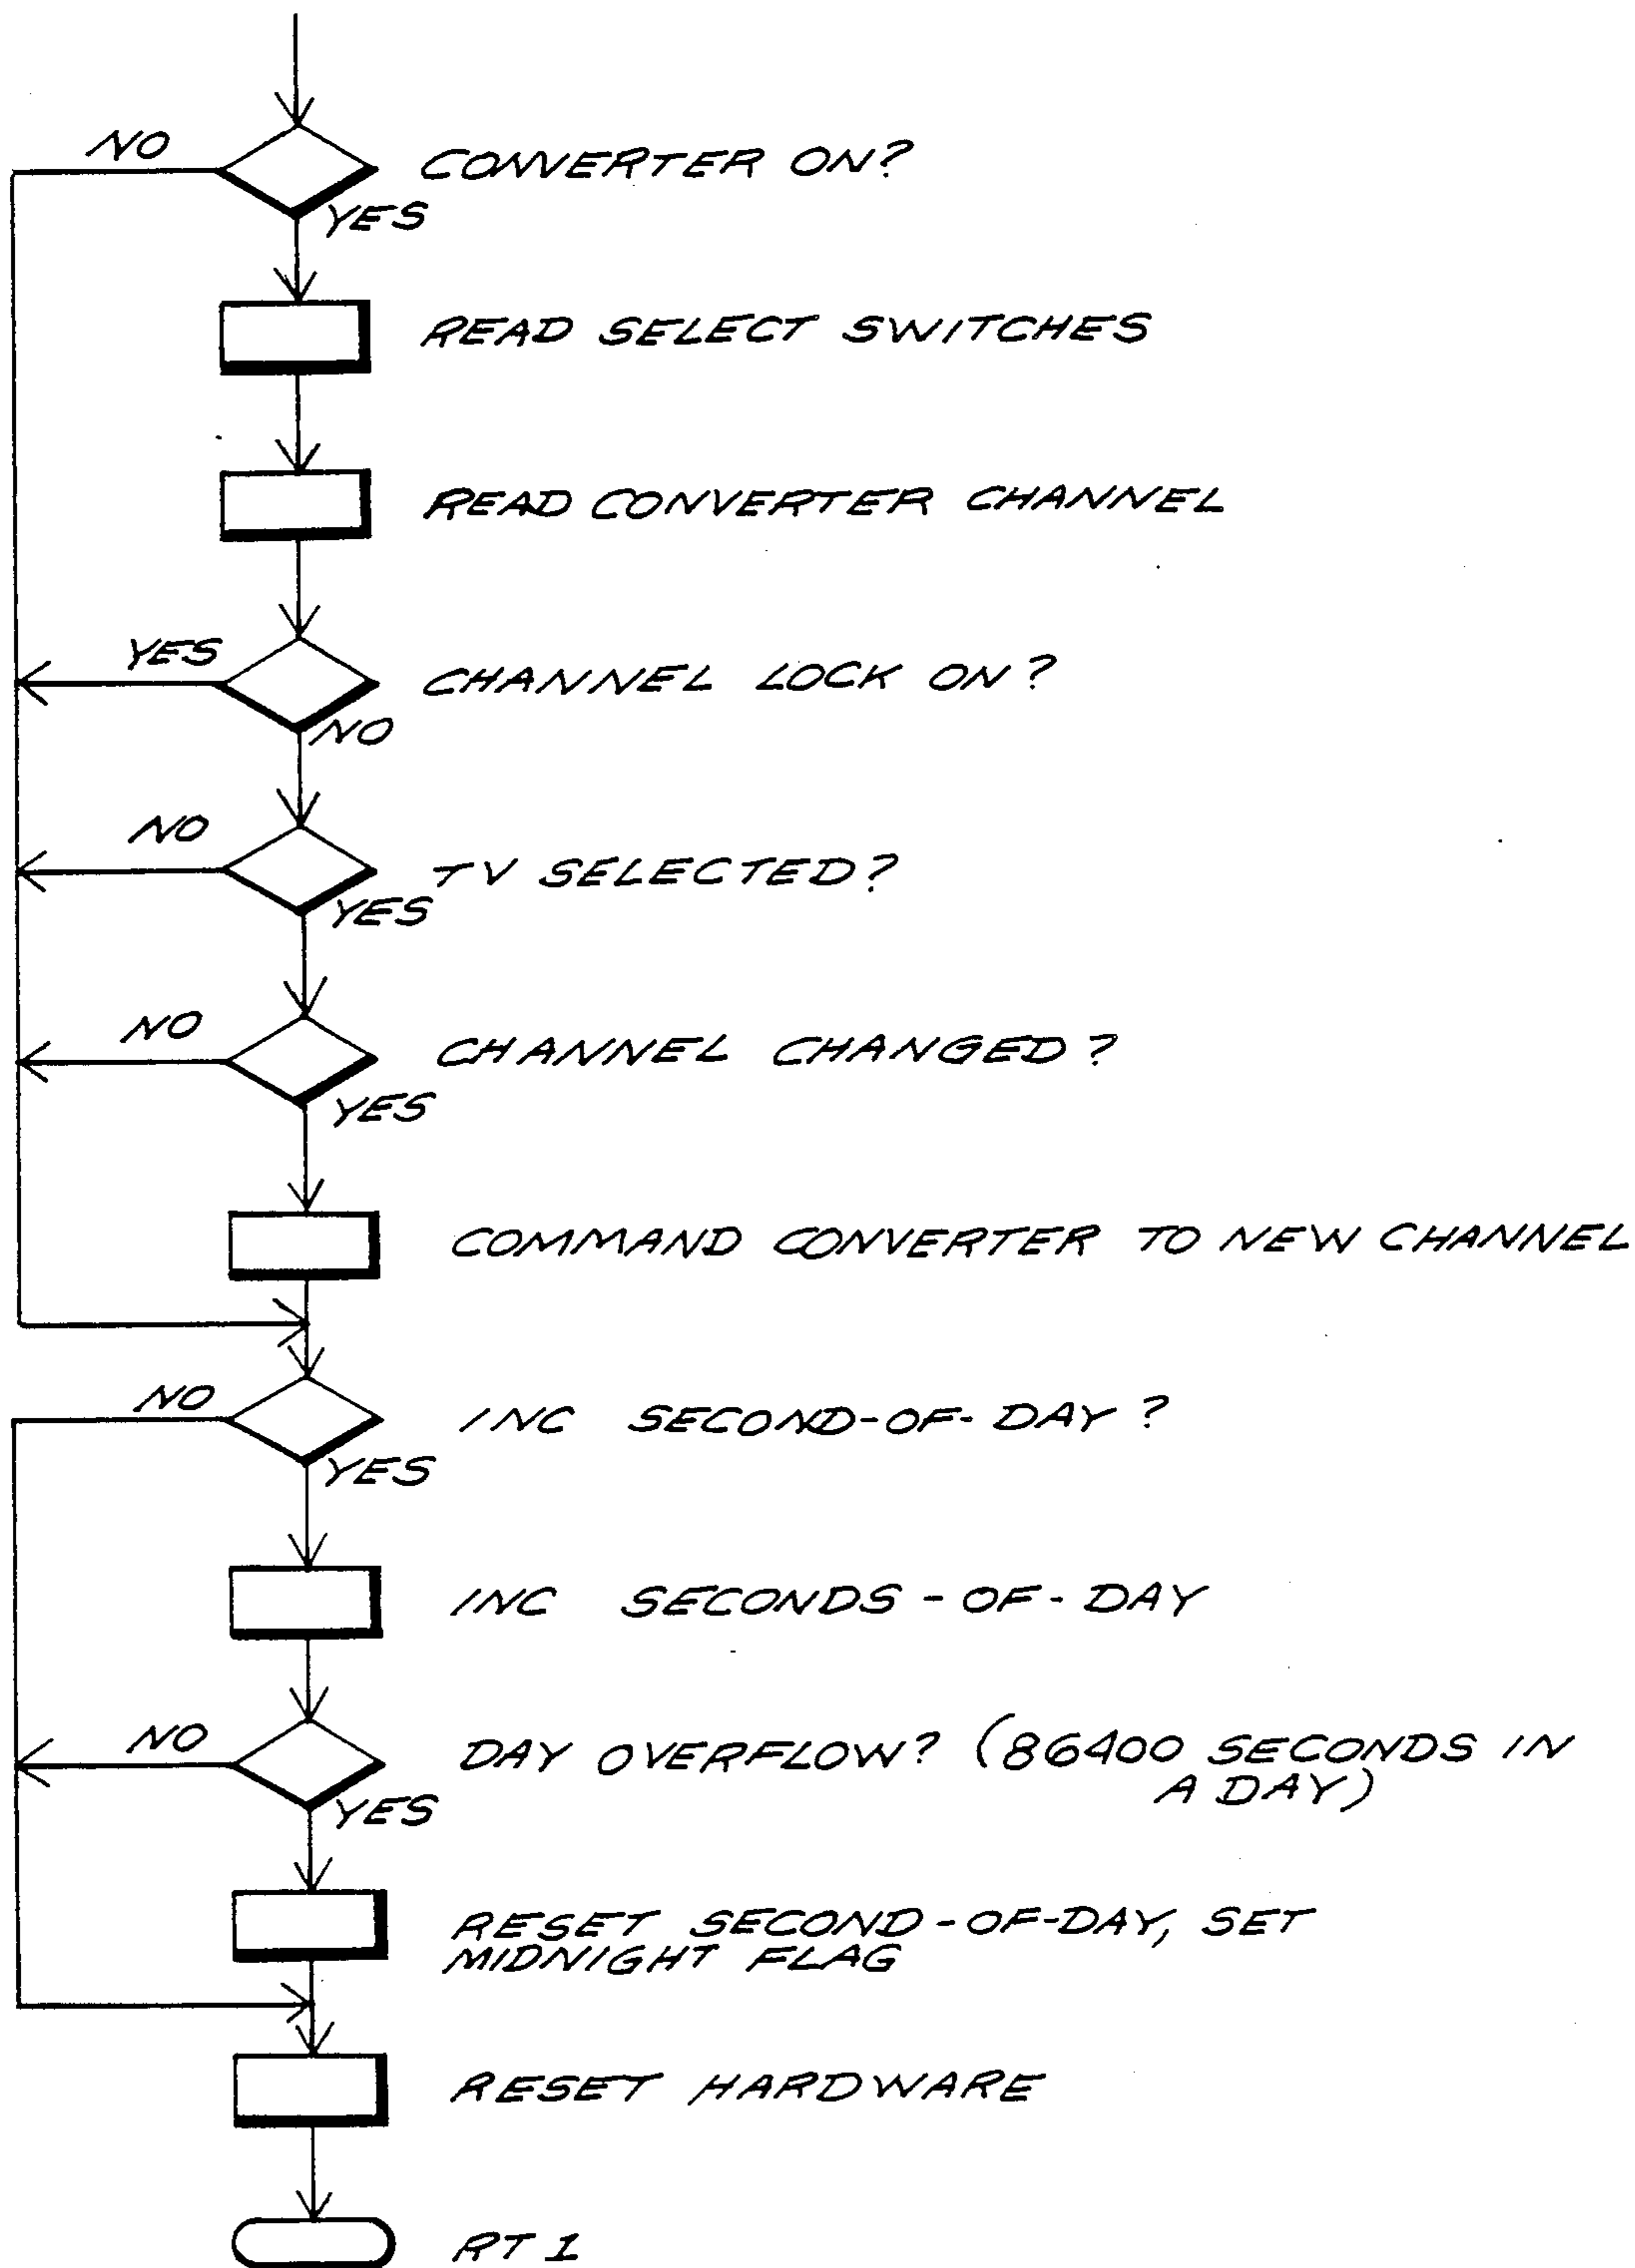 NO
CONVERTER ON?
YES
READ SELECT SWITCHES
READ CONVERTER CHANNEL
YES
CHANNEL LOCK ON?
NO
NO
TV SELECTED?
YES
NO
CHANNEL CHANGED?
YES
COMMAND CONVERTER TO NEW CHANNEL
NO
INC SECOND-OF-DAY?
YES
INC SECONDS-OF-DAY
NO
DAY OVERFLOW? (86400 SECONDS IN
A DAY)
YES
RESET SECOND-OF-DAY, SET
MIDNIGHT FLAG
RESET HARDWARE
RT I